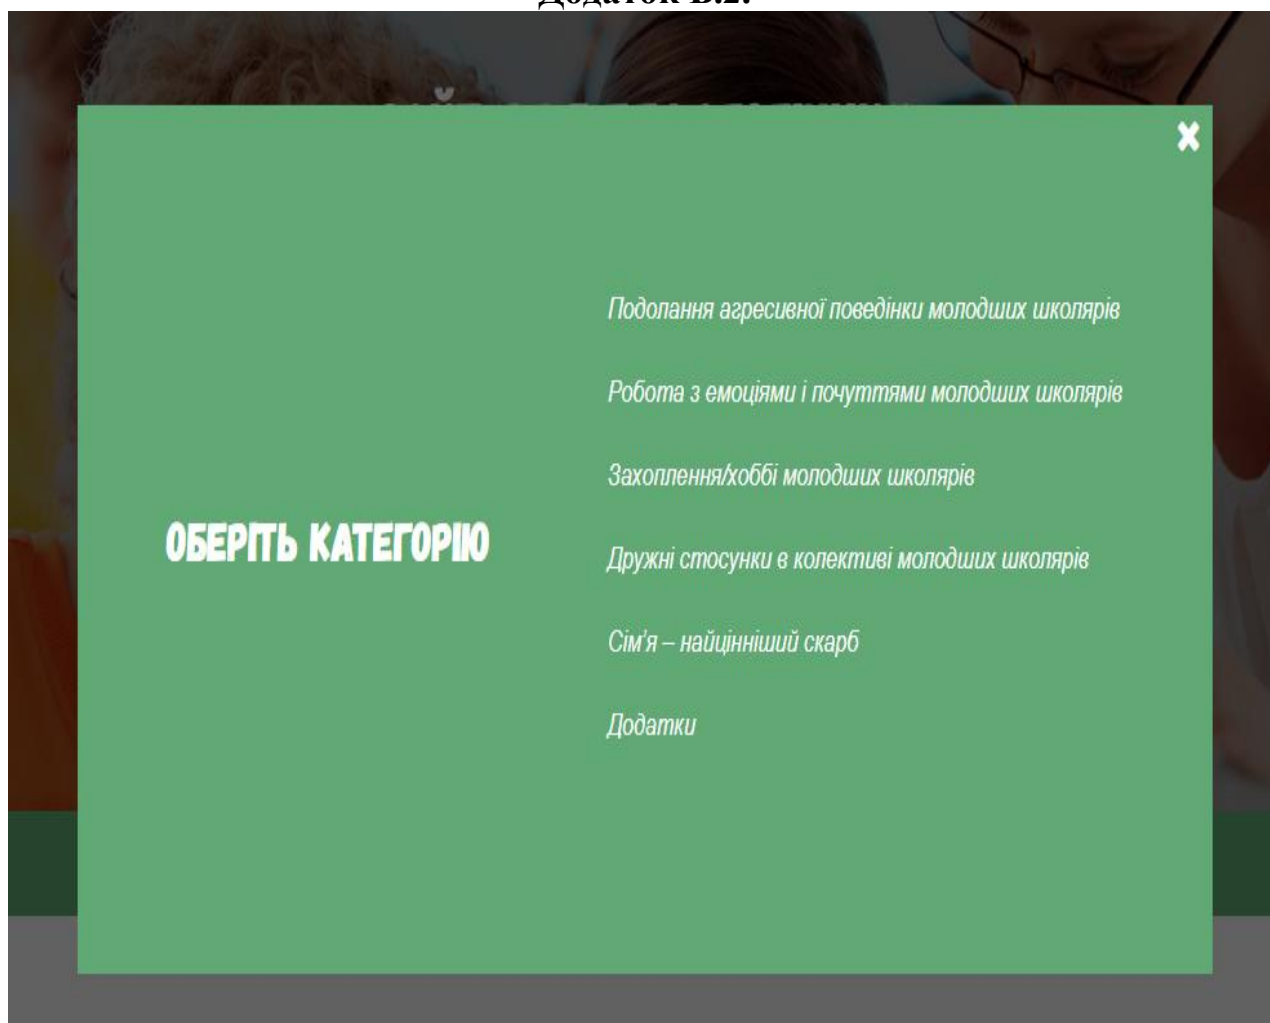 ОБЕРІТЬ КАТЕГОРІЮ
Подолання агресивної поведінки молодших школярів
Робота з емоціями і почуттями молодших школярів
Захоплення/хоббі молодших школярів
Дружні стосунки в колективі молодших школярів
Сім'я – найцінніший скарб
Додатки